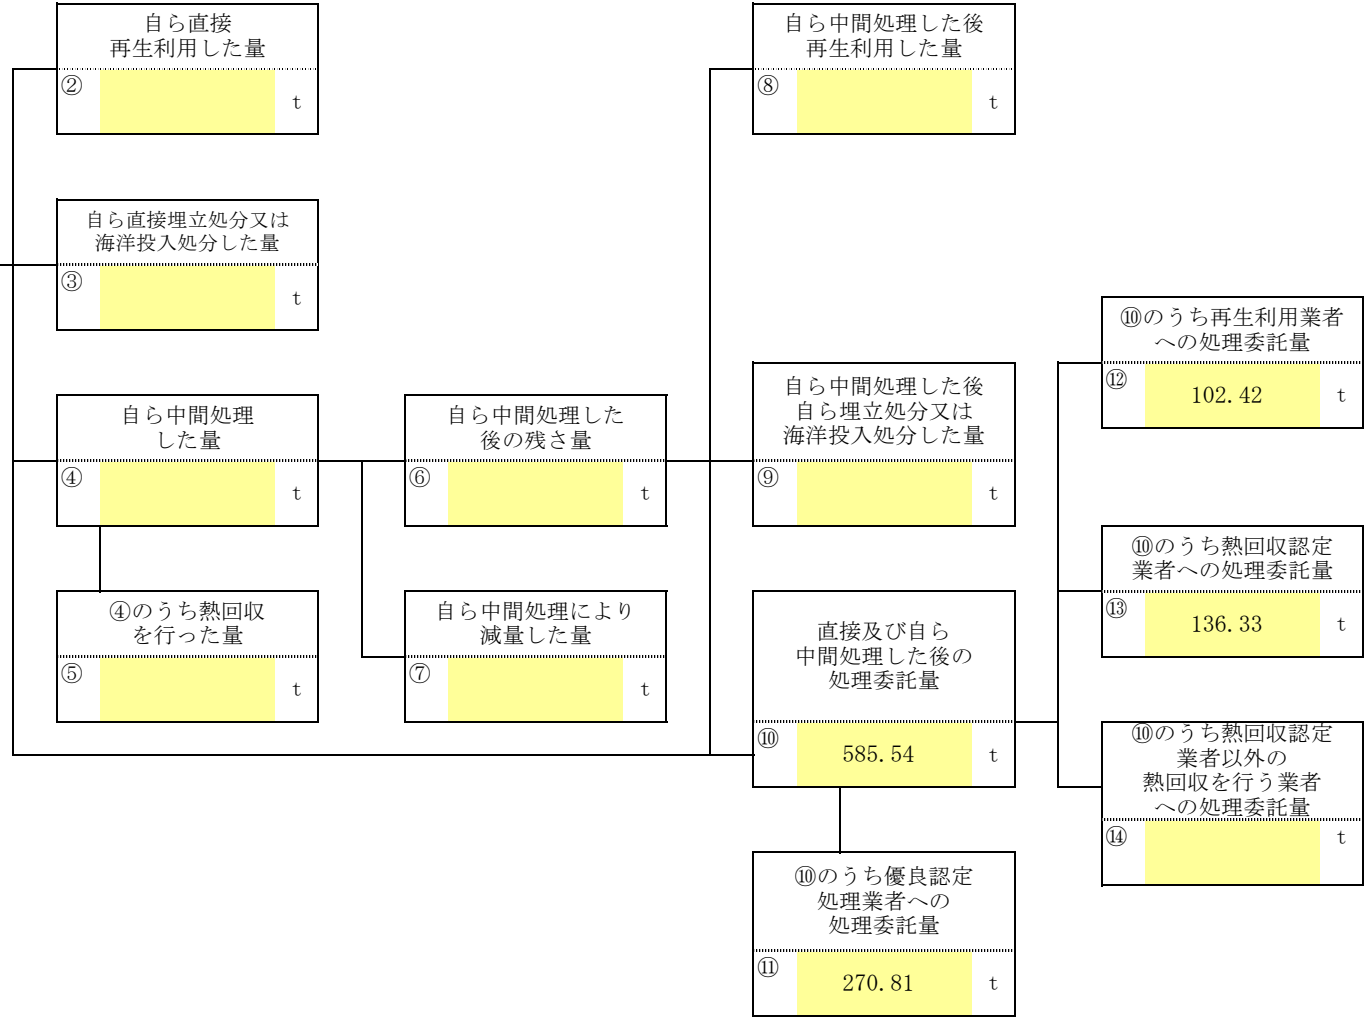 自ら直接
再生利用した量
②
t
自ら中間処理した後
再生利用した量
⑧
t
自ら直接埋立処分又は
海洋投入処分した量
③
t
⑩のうち再生利用業者
への処理委託量
⑫
102.42
t
自ら中間処理した後
自ら埋立処分又は
海洋投入処分した量
⑨
t
自ら中間処理
した量
④
t
自ら中間処理した
後の残さ量
⑥
t
⑩のうち熱回収認定
業者への処理委託量
⑬
136.33
t
④のうち熱回収
を行った量
⑤
t
自ら中間処理により
減量した量
⑦
t
直接及び自ら
中間処理した後の
処理委託量
⑩
585.54
t
⑩のうち熱回収認定
業者以外の
熱回収を行う業者
への処理委託量
⑭
t
⑩のうち優良認定
処理業者への
処理委託量
⑪
270.81
t